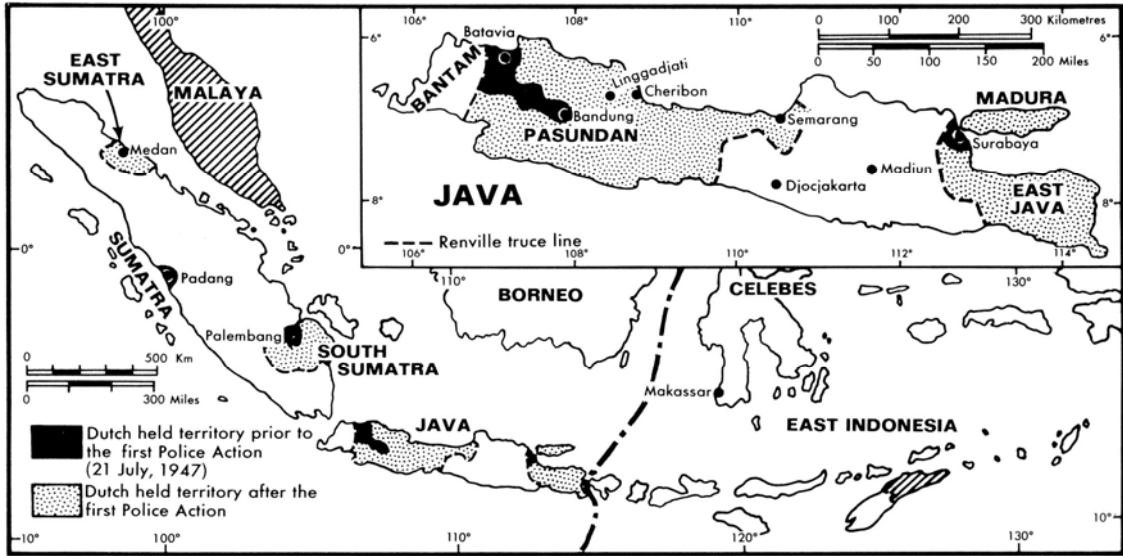 100°
106°
108°
110°
0
100
200
300 Kilometres
0
50
100
150
200 Miles
6°
6°
Batavia
EAST
SUMATRA
MALAYA
BANTAM
Linggadjati
Cheribon
MADURA
Bandung
PASUNDAN
Semarang
Surabaya
Medan
Madiun
Djocjakarta
EAST
JAVA
8°
JAVA
8°
Renville truce line
0°
0°
106°
108°
110°
112°
114°
110°
120°
130°
SUMATRA
Padang
BORNEO
CELEBES
Palembang
SOUTH
SUMATRA
0
500 Km
0
300 Miles
Makassar
JAVA
EAST INDONESIA
Dutch held territory prior to
the first Police Action
(21 July, 1947)
Dutch held territory after the
first Police Action
10°
100°
110°
120°
130°